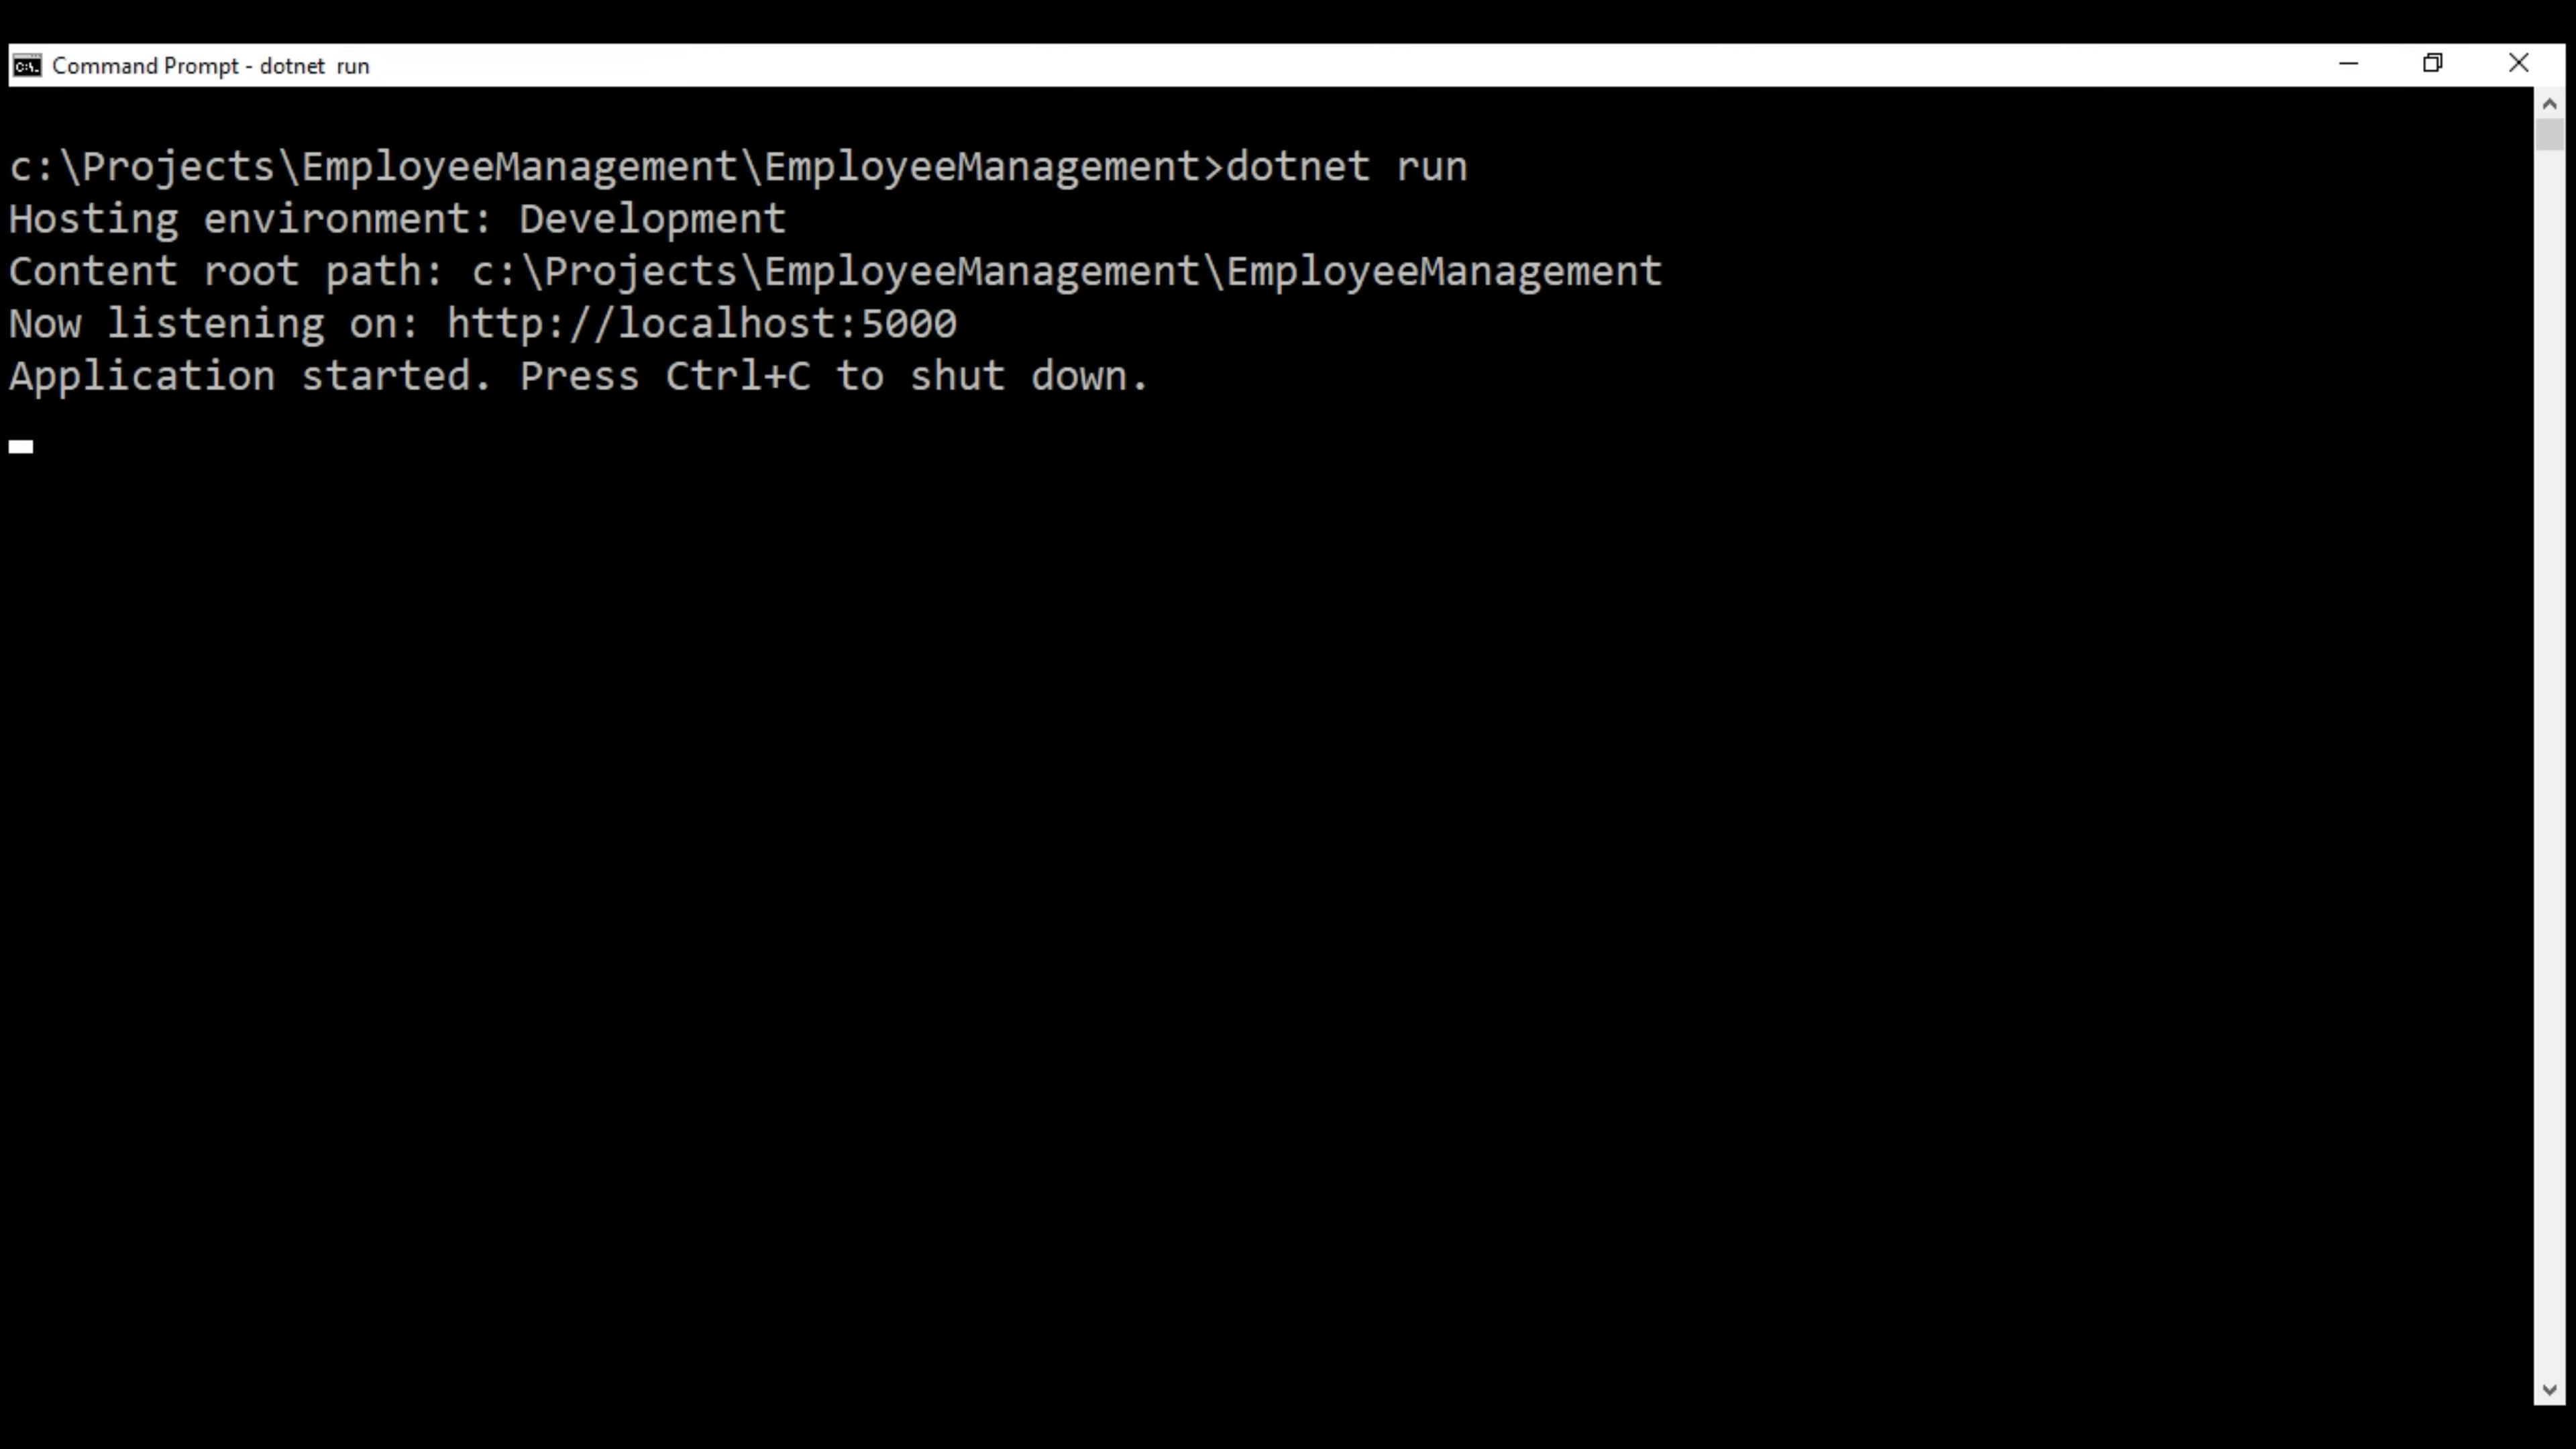 Command Prompt - dotnet  run
c:\Projects\EmployeeManagement\EmployeeManagement>dotnet run
Hosting environment: Development
Content root path: c:\Projects\EmployeeManagement\EmployeeManagement
Now listening on: http://localhost:5000
Application started. Press Ctrl+C to shut down.